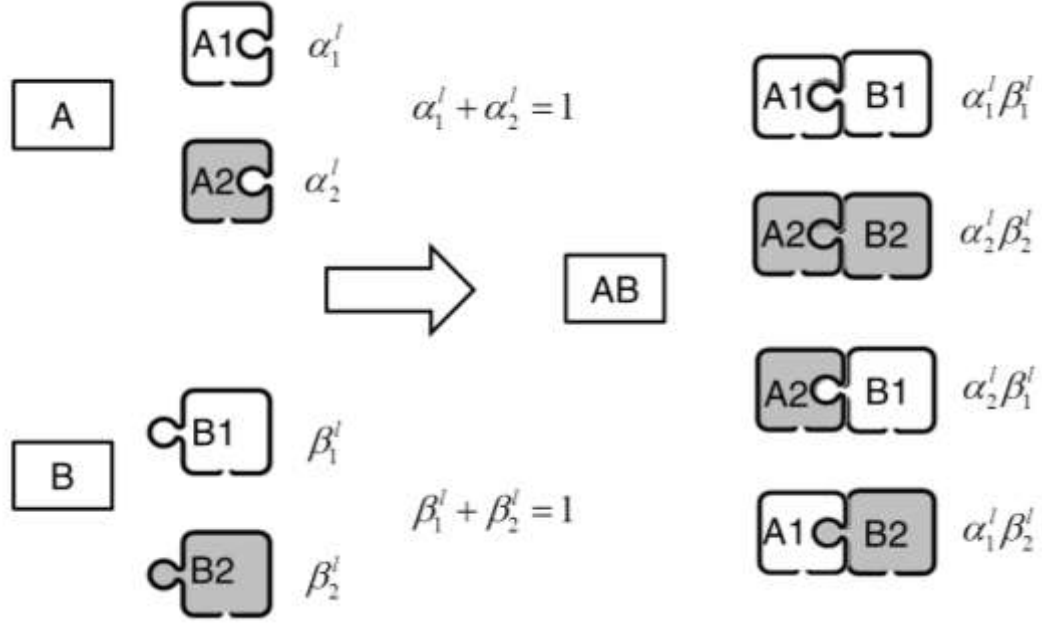 A
A1 α₁ˡ
A2 α₂ˡ
α₁ˡ + α₂ˡ = 1
B
B1 β₁ˡ
B2 β₂ˡ
β₁ˡ + β₂ˡ = 1
AB
A1 B1 α₁ˡβ₁ˡ
A2 B2 α₂ˡβ₂ˡ
A2 B1 α₂ˡβ₁ˡ
A1 B2 α₁ˡβ₂ˡ